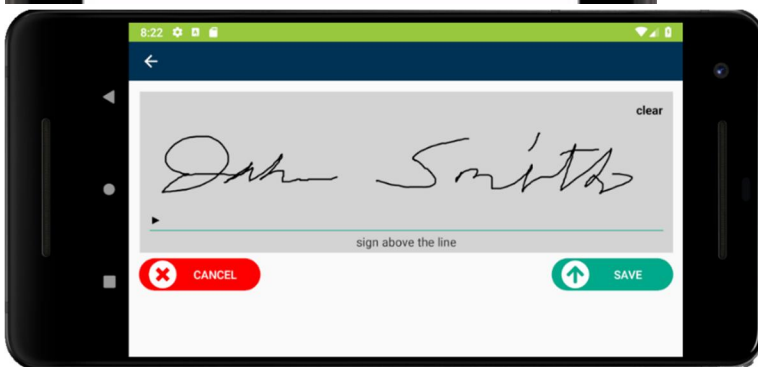 8:22
clear
John Smith
sign above the line
CANCEL
SAVE